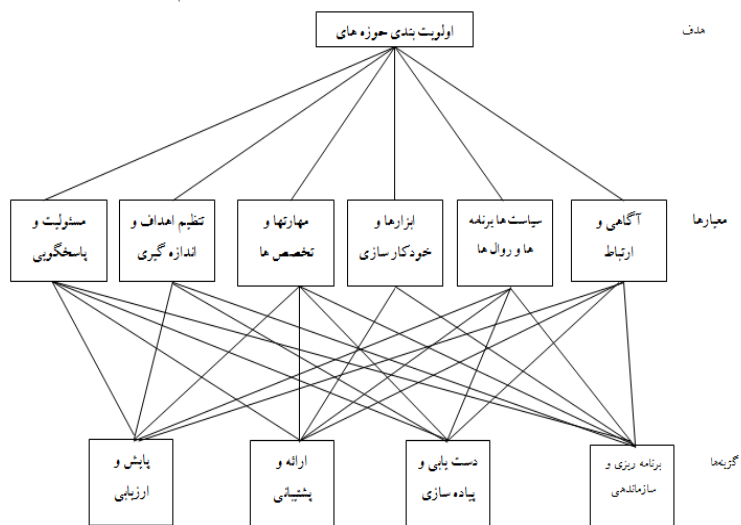 اولویت بندی حوزه های
هدف
معیارها
آگاهی و
ارتباط
سیاست ها برنامه
ها و روال ها
ابزارها و
خودکار سازی
مهارتها و
تخصص ها
تنظیم اهداف و
اندازه گیری
مسئولیت و
پاسخگویی
گزینه‌ها
برنامه ریزی و
سازماندهی
دست یابی و
پیاده سازی
ارائه و
پشتیبانی
پایش و
ارزیابی